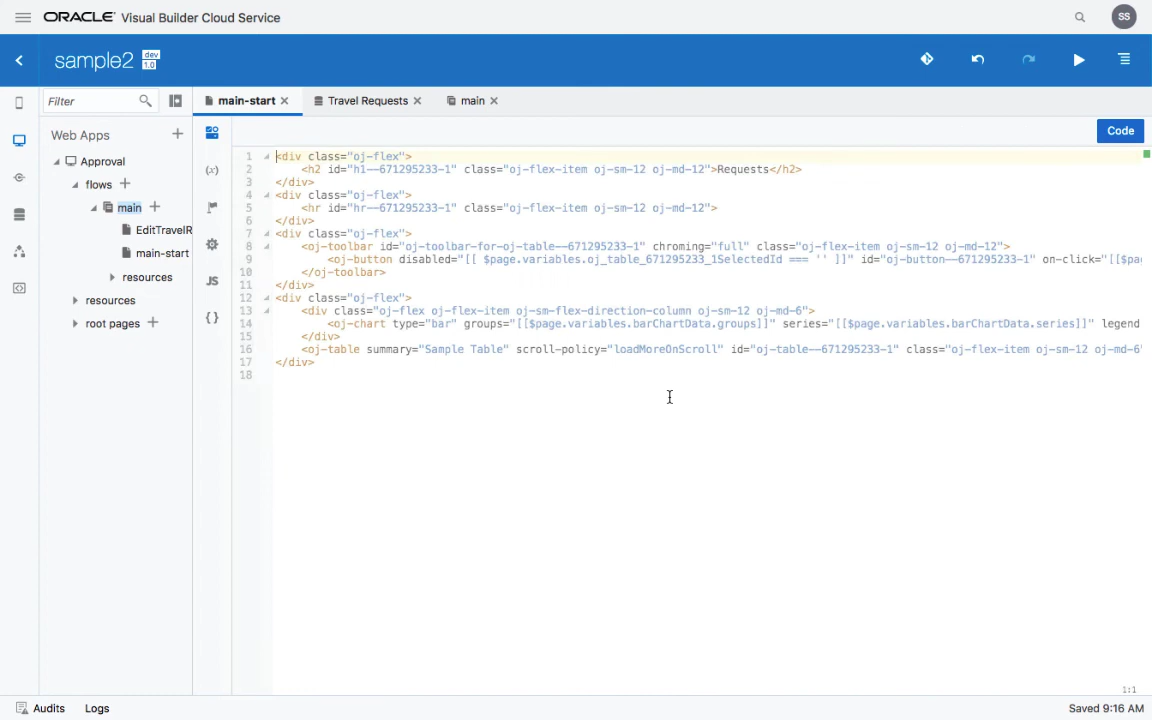 ORACLE® Visual Builder Cloud Service
SS
sample2 dev 1.0
Filter
main-start
Travel Requests
main
Web Apps
Code
Approval
flows
main
EditTravelR
main-start
resources
resources
root pages
(x)
JS
{ }
1 <div class="oj-flex">
2 <h2 id="h1--671295233-1" class="oj-flex-item oj-sm-12 oj-md-12">Requests</h2>
3 </div>
4 <div class="oj-flex">
5 <hr id="hr--671295233-1" class="oj-flex-item oj-sm-12 oj-md-12">
6 </div>
7 <div class="oj-flex">
8 <oj-toolbar id="oj-toolbar-for-oj-table--671295233-1" chroming="full" class="oj-flex-item oj-sm-12 oj-md-12">
9 <oj-button disabled="[[ $page.variables.oj_table_671295233_1SelectedId === '' ]]" id="oj-button--671295233-1" on-click="[[$pag
10 </oj-toolbar>
11 </div>
12 <div class="oj-flex">
13 <div class="oj-flex oj-flex-item oj-sm-flex-direction-column oj-sm-12 oj-md-6">
14 <oj-chart type="bar" groups="[[$page.variables.barChartData.groups]]" series="[[$page.variables.barChartData.series]]" legend
15 </div>
16 <oj-table summary="Sample Table" scroll-policy="loadMoreOnScroll" id="oj-table--671295233-1" class="oj-flex-item oj-sm-12 oj-md-6"
17 </div>
18
1:1
Audits
Logs
Saved 9:16 AM